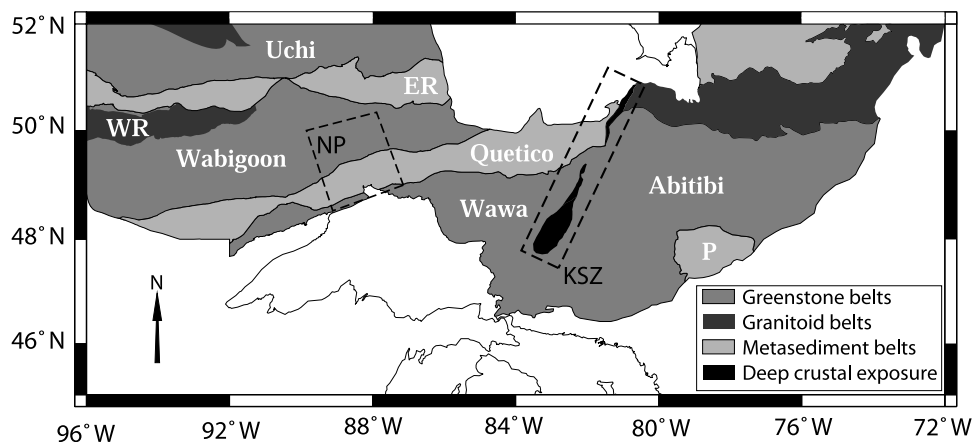 52°N
Uchi
ER
WR
50°N
NP
Wabigoon
Quetico
Abitibi
Wawa
48°N
P
KSZ
N
Greenstone belts
Granitoid belts
46°N
Metasediment belts
Deep crustal exposure
96°W 92°W 88°W 84°W 80°W 76°W 72°W